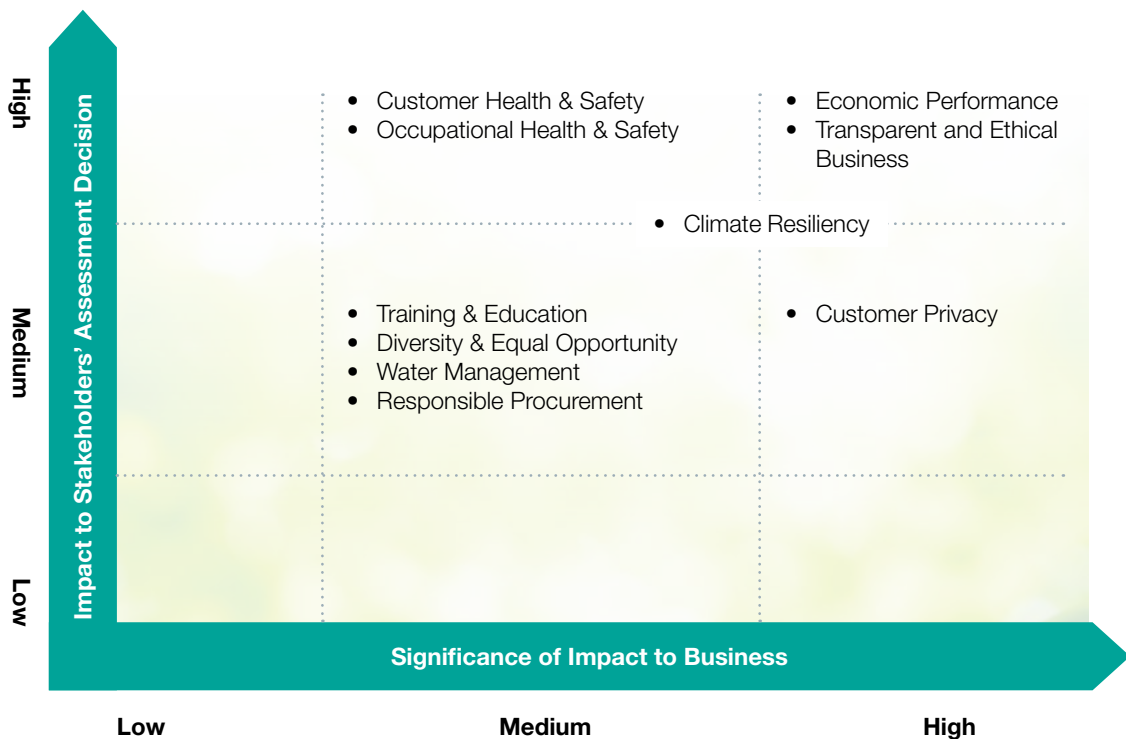 High
Medium
Low
Impact to Stakeholders’ Assessment Decision
• Customer Health & Safety
• Occupational Health & Safety
• Economic Performance
• Transparent and Ethical
Business
• Climate Resiliency
• Training & Education
• Diversity & Equal Opportunity
• Water Management
• Responsible Procurement
• Customer Privacy
Significance of Impact to Business
Low
Medium
High